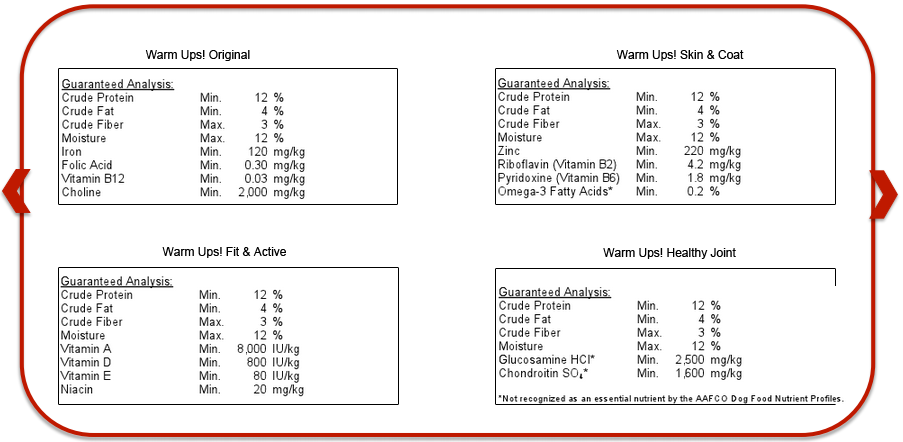 Warm Ups! Original
Guaranteed Analysis:
Crude Protein Min. 12 %
Crude Fat Min. 4 %
Crude Fiber Max. 3 %
Moisture Max. 12 %
Iron Min. 120 mg/kg
Folic Acid Min. 0.30 mg/kg
Vitamin B12 Min. 0.03 mg/kg
Choline Min. 2,000 mg/kg
Warm Ups! Skin & Coat
Guaranteed Analysis:
Crude Protein Min. 12 %
Crude Fat Min. 4 %
Crude Fiber Max. 3 %
Moisture Max. 12 %
Zinc Min. 220 mg/kg
Riboflavin (Vitamin B2) Min. 4.2 mg/kg
Pyridoxine (Vitamin B6) Min. 1.8 mg/kg
Omega-3 Fatty Acids* Min. 0.2 %
Warm Ups! Fit & Active
Guaranteed Analysis:
Crude Protein Min. 12 %
Crude Fat Min. 4 %
Crude Fiber Max. 3 %
Moisture Max. 12 %
Vitamin A Min. 8,000 IU/kg
Vitamin D Min. 800 IU/kg
Vitamin E Min. 80 IU/kg
Niacin Min. 20 mg/kg
Warm Ups! Healthy Joint
Guaranteed Analysis:
Crude Protein Min. 12 %
Crude Fat Min. 4 %
Crude Fiber Max. 3 %
Moisture Max. 12 %
Glucosamine HCl* Min. 2,500 mg/kg
Chondroitin SO₄* Min. 1,600 mg/kg
*Not recognized as an essential nutrient by the AAFCO Dog Food Nutrient Profiles.